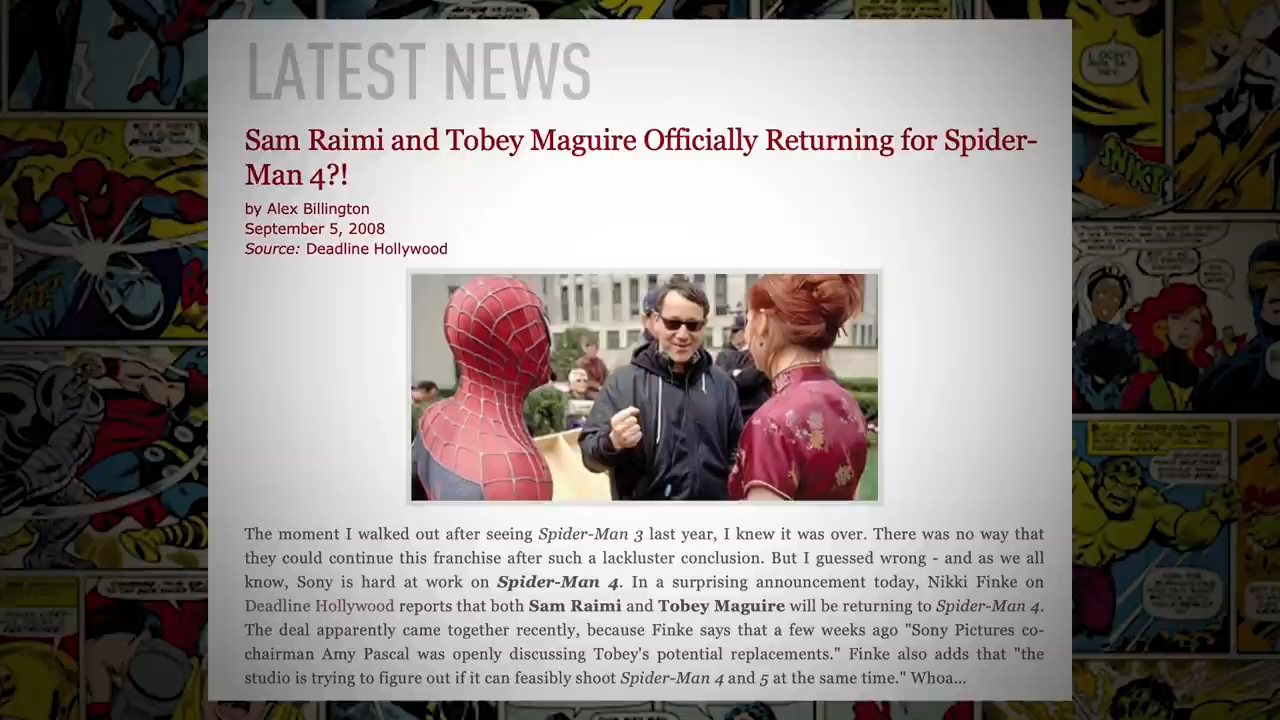 LATEST NEWS
Sam Raimi and Tobey Maguire Officially Returning for Spider-
Man 4?!
by Alex Billington
September 5, 2008
Source: Deadline Hollywood
The moment I walked out after seeing Spider-Man 3 last year, I knew it was over. There was no way that
they could continue this franchise after such a lackluster conclusion. But I guessed wrong - and as we all
know, Sony is hard at work on Spider-Man 4. In a surprising announcement today, Nikki Finke on
Deadline Hollywood reports that both Sam Raimi and Tobey Maguire will be returning to Spider-Man 4.
The deal apparently came together recently, because Finke says that a few weeks ago "Sony Pictures co-
chairman Amy Pascal was openly discussing Tobey's potential replacements." Finke also adds that "the
studio is trying to figure out if it can feasibly shoot Spider-Man 4 and 5 at the same time." Whoa...
SNIKT